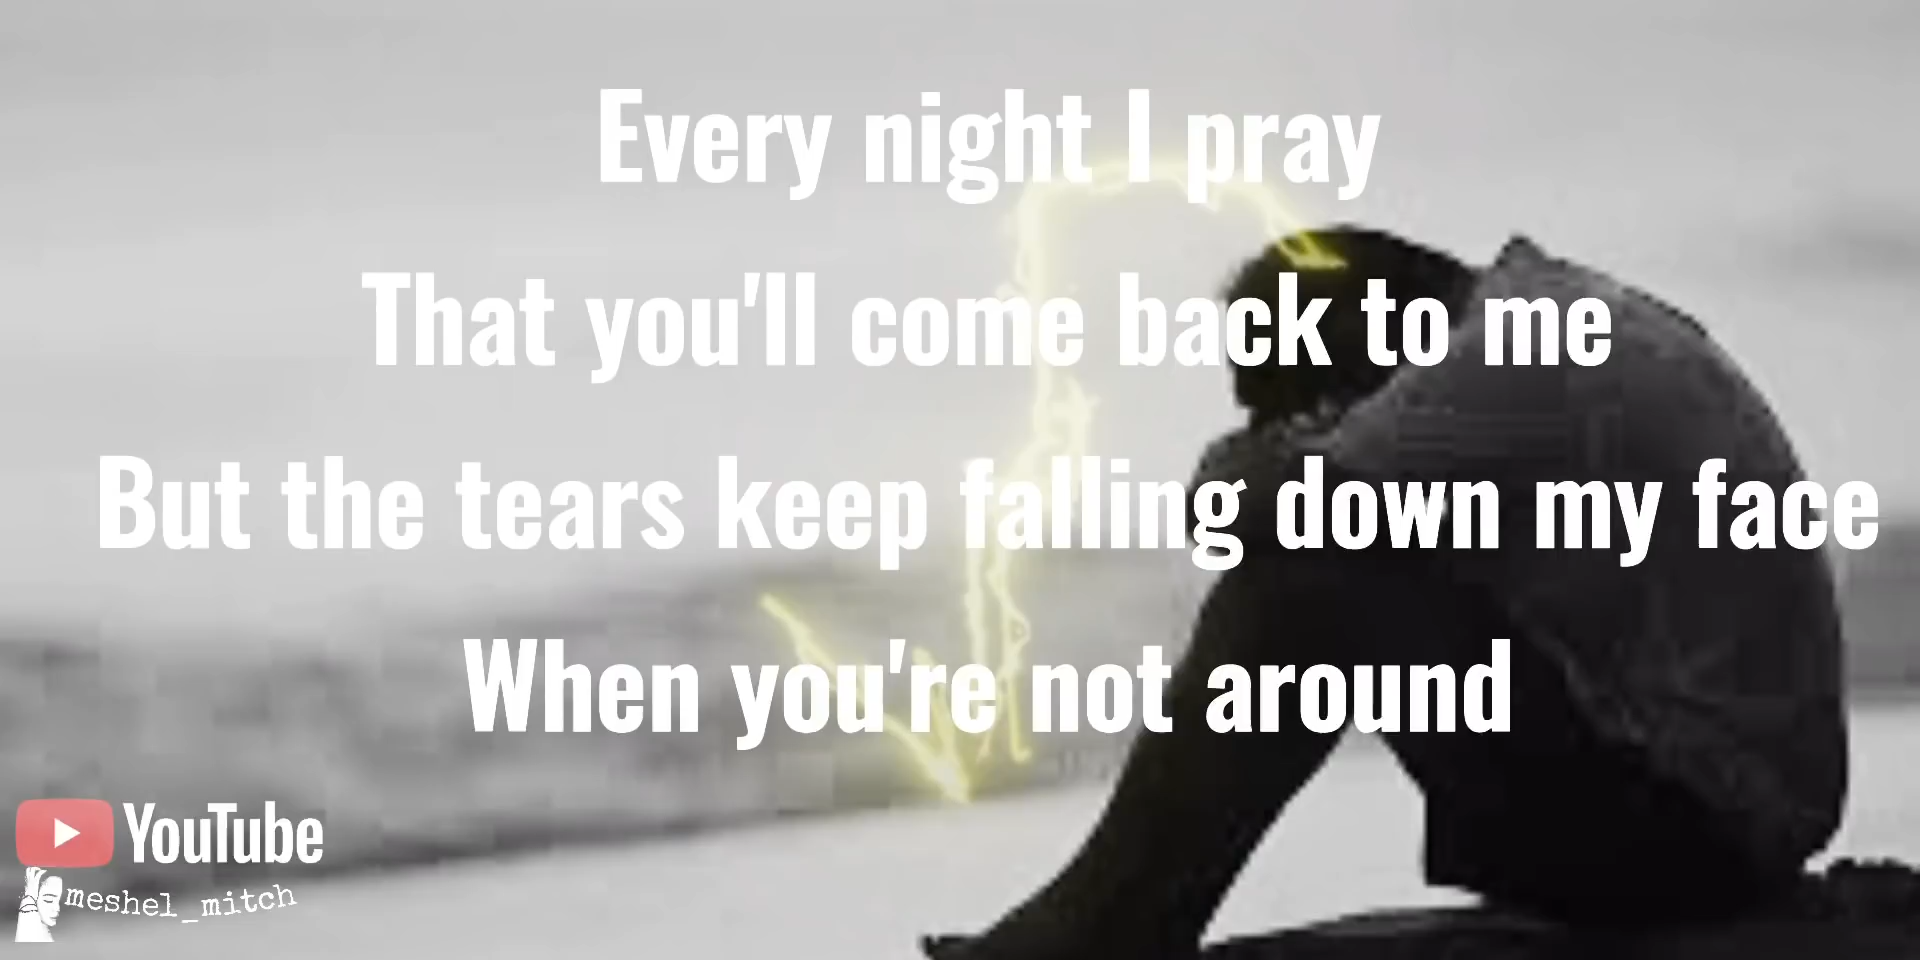 Every night I pray
That you'll come back to me
But the tears keep falling down my face
When you're not around
YouTube
meshel_mitch